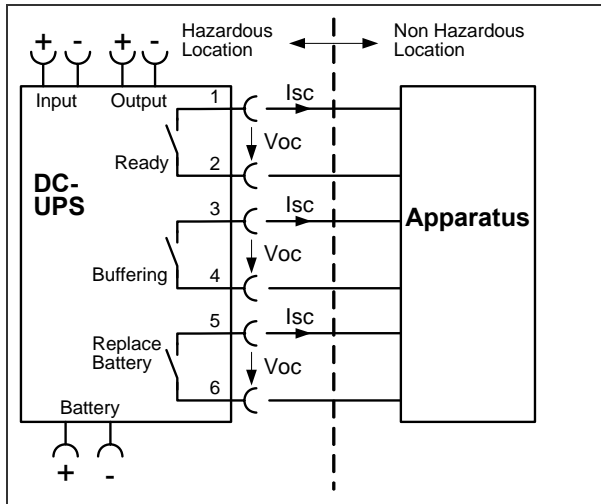 Hazardous
Location
Non Hazardous
Location
+ - + -
Input Output
1 Isc
Voc
Ready
2
DC-
UPS
3 Isc
Apparatus
Voc
Buffering
4
5 Isc
Replace
Battery
Voc
6
Battery
+ -